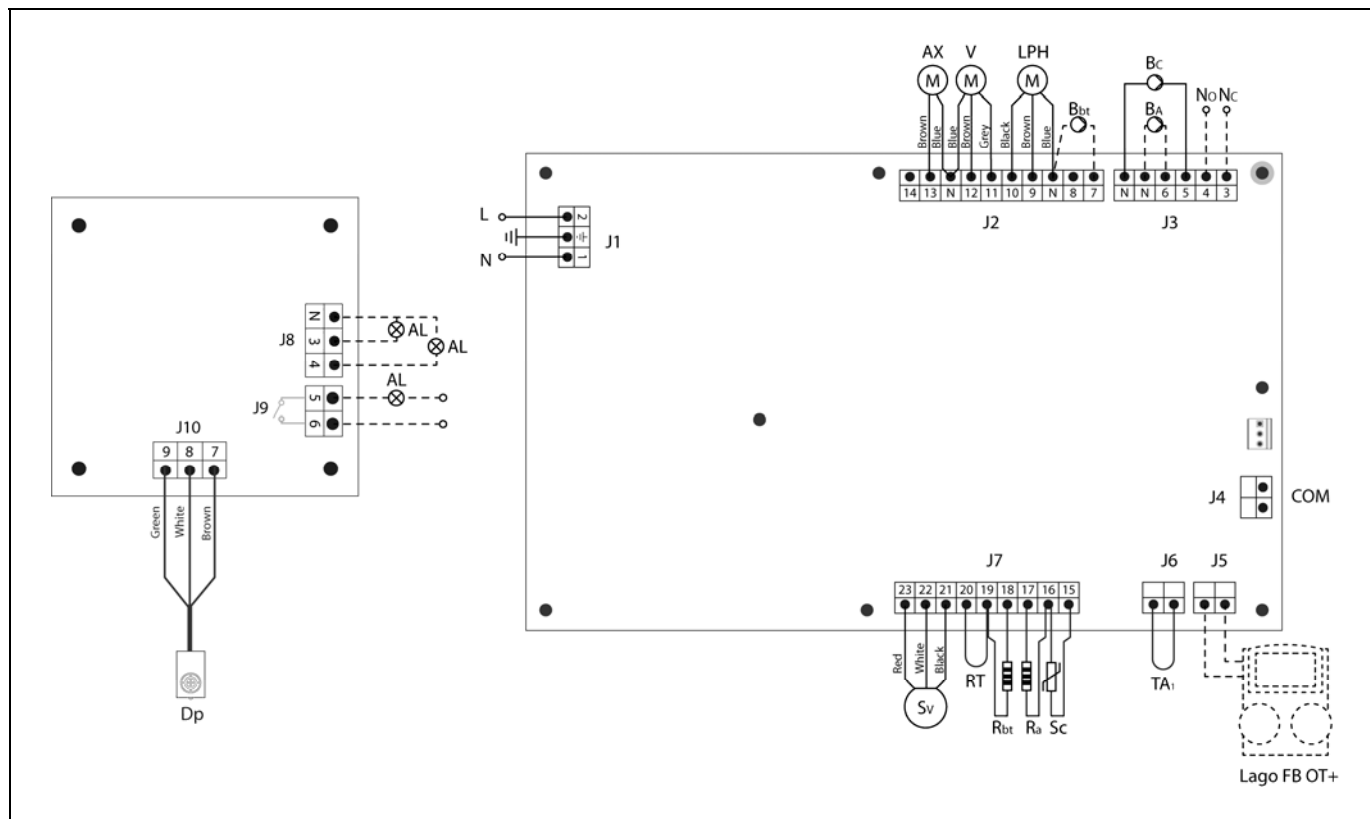 AX V LPH
M M M
Bbt
Bc
BA
No Nc
Brown Blue Blue Brown Grey Black Brown Blue
14 13 N 12 11 10 9 N 8 7
N N 6 5 4 3
J2 J3
L
N
2
1
J1
N
3
4
J8
AL
AL
AL
5
6
J9
J10
9 8 7
Green White Brown
Dp
J4 COM
J7 J6 J5
23 22 21 20 19 18 17 16 15
Red White Black
Sv
RT
Rbt Ra Sc
TA1
Lago FB OT+